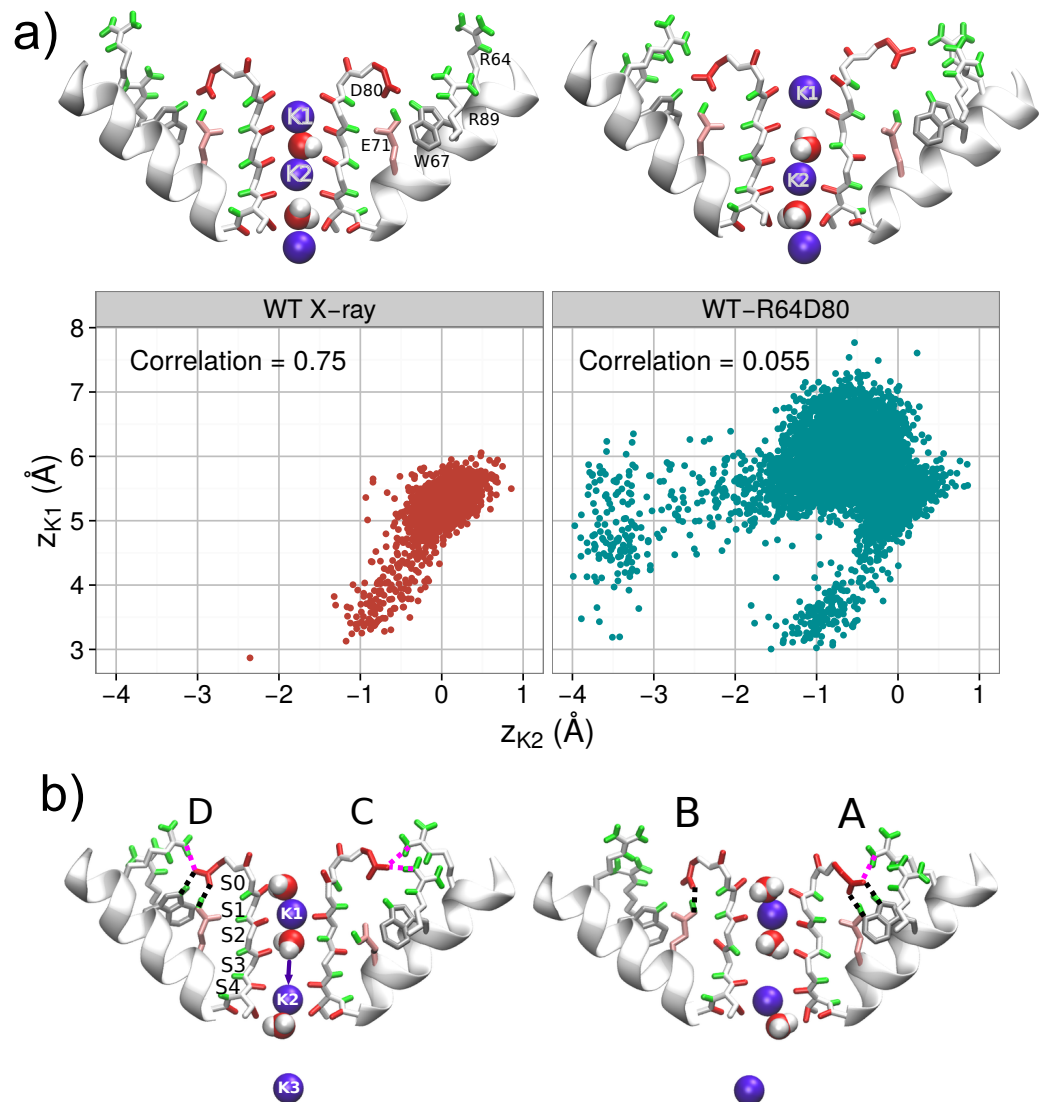 a)
R64
D80
K1
K1
R89
E71
W67
K2
K2
WT X−ray
WT−R64D80
Correlation = 0.75
Correlation = 0.055
8
7
6
5
4
3
zK1 (Å)
−4 −3 −2 −1 0 1
−4 −3 −2 −1 0 1
zK2 (Å)
b)
D C B A
S0
S1
K1
S2
S3
S4
K2
K3